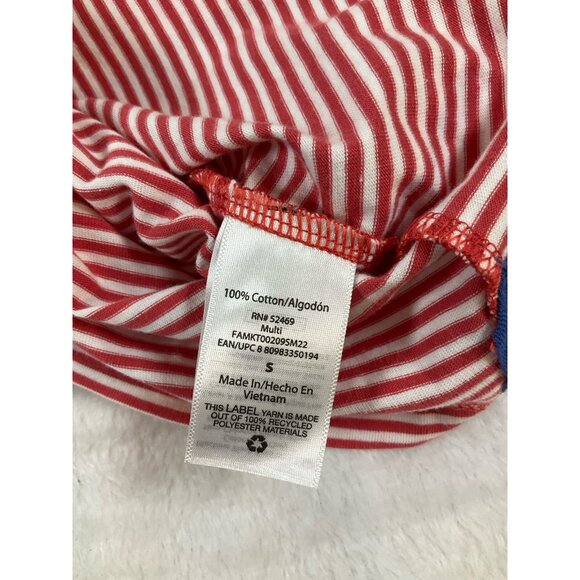 100% Cotton/Algodón
RN# 52469
Multi
FAMKT00209SM22
EAN/UPC 8 80983350194
S
Made In/Hecho En
Vietnam
THIS LABEL YARN IS MADE
OUT OF 100% RECYCLED
POLYESTER MATERIALS